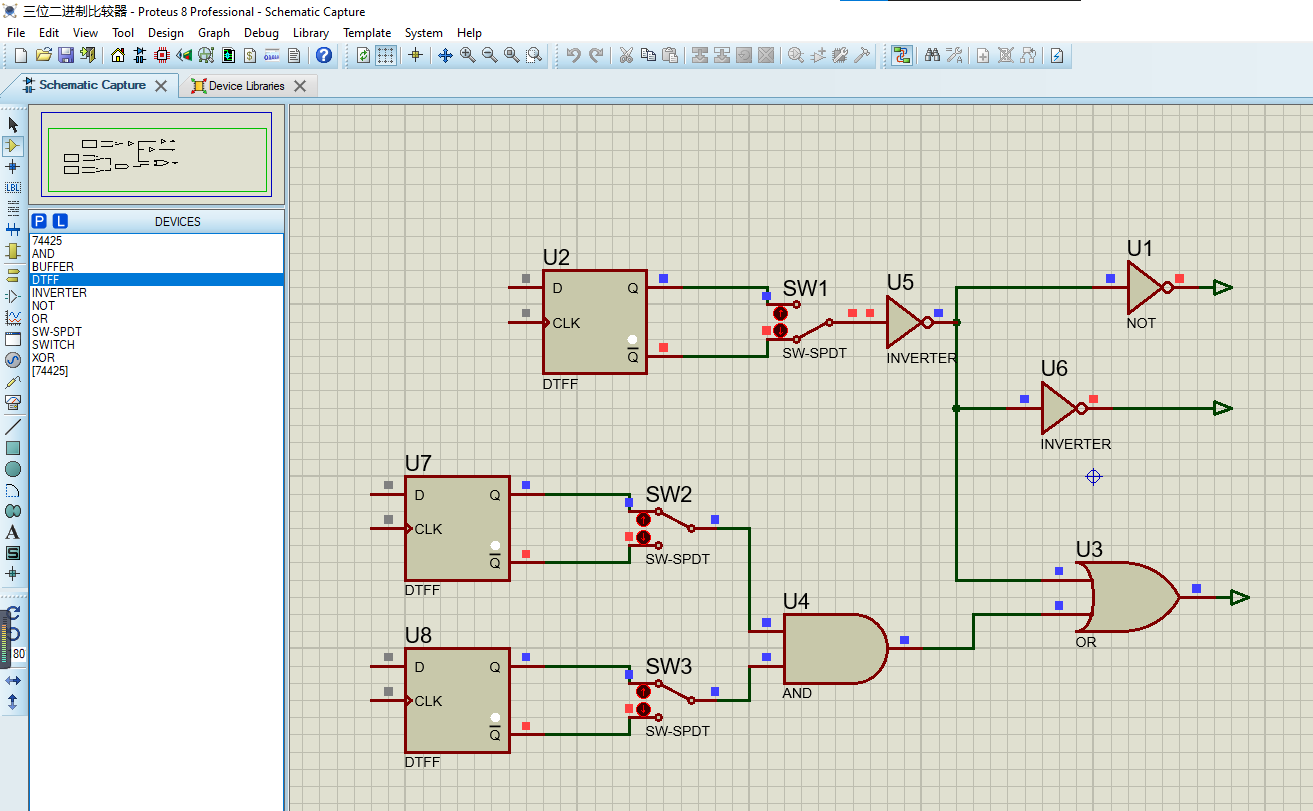 三位二进制比较器 - Proteus 8 Professional - Schematic Capture
File Edit View Tool Design Graph Debug Library Template System Help
Schematic Capture Device Libraries
P L DEVICES
74425
AND
BUFFER
DTFF
INVERTER
NOT
OR
SW-SPDT
SWITCH
XOR
[74425]
LBL
A
S
80
U2
D Q
CLK
Q
DTFF
SW1
SW-SPDT
U5
INVERTER
U1
NOT
U6
INVERTER
U7
D Q
CLK
Q
DTFF
SW2
SW-SPDT
U8
D Q
CLK
Q
DTFF
SW3
SW-SPDT
U4
AND
U3
OR